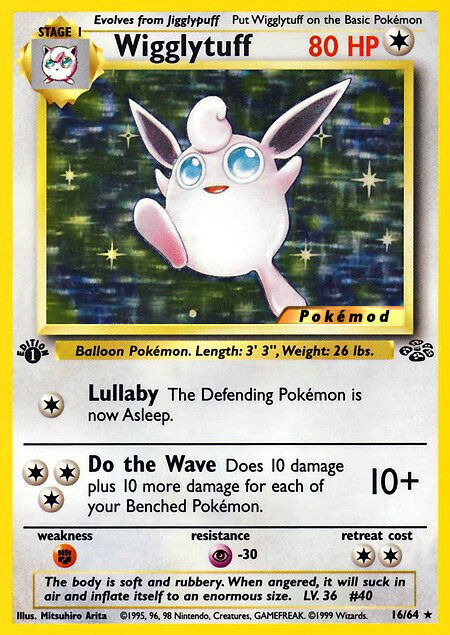 Evolves from Jigglypuff Put Wigglytuff on the Basic Pokémon
STAGE 1
Wigglytuff 80 HP
Pokémod
EDITION
1
Balloon Pokémon. Length: 3' 3", Weight: 26 lbs.
Lullaby The Defending Pokémon is
now Asleep.
Do the Wave Does 10 damage
plus 10 more damage for each of
your Benched Pokémon.
10+
weakness resistance retreat cost
-30
The body is soft and rubbery. When angered, it will suck in
air and inflate itself to an enormous size. LV. 36 #40
Illus. Mitsuhiro Arita ©1995, 96, 98 Nintendo, Creatures, GAMEFREAK. ©1999 Wizards. 16/64 ★